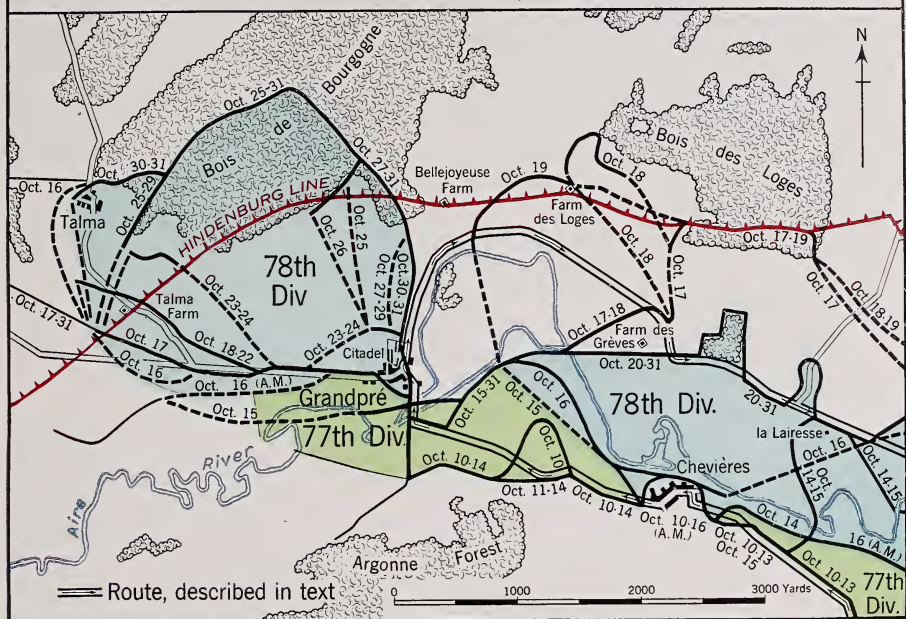 N
Bourgogne
Bois de
Oct. 25-31
Bois des Loges
Oct. 30-31
Oct. 16
Talma
Oct. 25-29
HINDENBURG LINE
Oct. 27-31
Bellejoyeuse Farm
Oct. 19
Oct. 18
Farm des Loges
Oct. 17-19
Oct. 26
Oct. 25
78th Div
Oct. 30-31
Oct. 27-29
Oct. 18
Oct. 17
Oct. 17
Oct. 18-19
Oct. 17-31
Talma Farm
Oct. 23-24
Oct. 23-24
Oct. 17-18
Farm des Grèves
Oct. 17
Oct. 18-22
Citadel
Oct. 20-31
Oct. 16
Oct. 16 (A.M.)
Grandpré
Oct. 15
Oct. 15-31
Oct. 15
Oct. 16
78th Div.
20-31
77th Div.
la Lairesse
Oct. 16
Aire River
Oct. 10-14
Oct. 10
Chevières
Oct. 14-15
14-15
Oct. 11-14
Oct. 10-14
Oct. 10-16 (A.M.)
Oct. 14
16 (A.M.)
Oct. 10-13
Oct. 15
Oct. 10-13
Argonne Forest
77th Div.
Route, described in text
0 1000 2000 3000 Yards